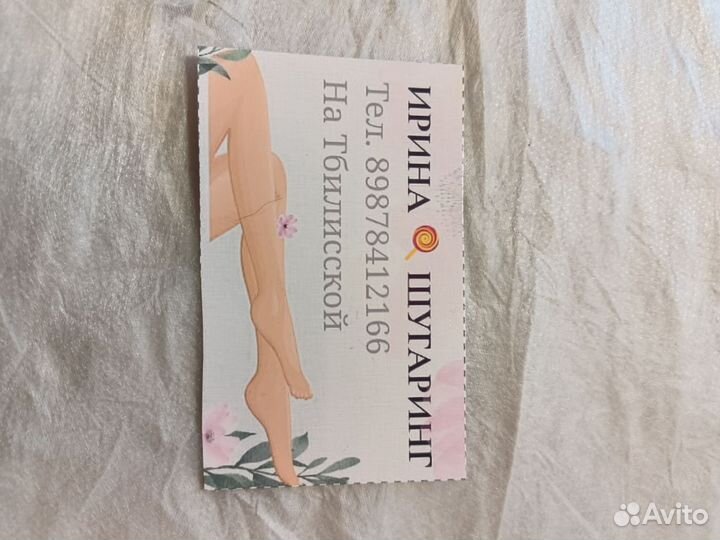 ИРИНА ШУГАРИНГ
Тел. 89878412166
На Тбилисской
Avito